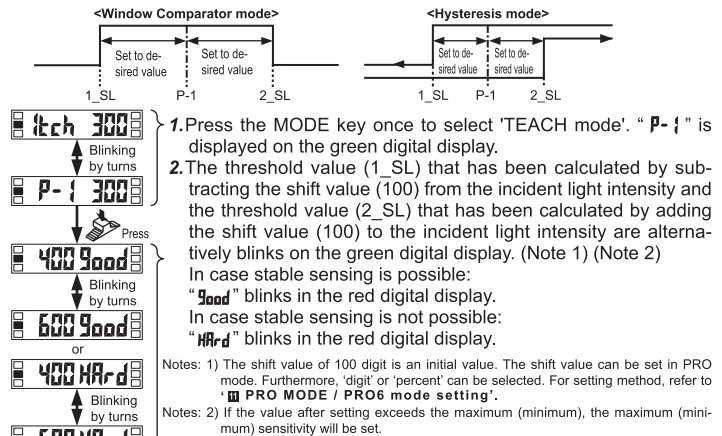 <Window Comparator mode>
Set to de-
sired value
Set to de-
sired value
1_SL
P-1
2_SL
<Hysteresis mode>
Set to de-
sired value
Set to de-
sired value
1_SL
P-1
2_SL
1tch 300
Blinking
by turns
P-1 300
Press
400 good
Blinking
by turns
600 good
or
400 HArd
Blinking
by turns
600 HArd
1. Press the MODE key once to select 'TEACH mode'. " P-1 " is
displayed on the green digital display.
2. The threshold value (1_SL) that has been calculated by sub-
tracting the shift value (100) from the incident light intensity and
the threshold value (2_SL) that has been calculated by adding
the shift value (100) to the incident light intensity are alterna-
tively blinks on the green digital display. (Note 1) (Note 2)
In case stable sensing is possible:
" good " blinks in the red digital display.
In case stable sensing is not possible:
" HArd " blinks in the red digital display.
Notes: 1) The shift value of 100 digit is an initial value. The shift value can be set in PRO
mode. Furthermore, 'digit' or 'percent' can be selected. For setting method, refer to
' 11 PRO MODE / PRO6 mode setting'.
Notes: 2) If the value after setting exceeds the maximum (minimum), the maximum (mini-
mum) sensitivity will be set.